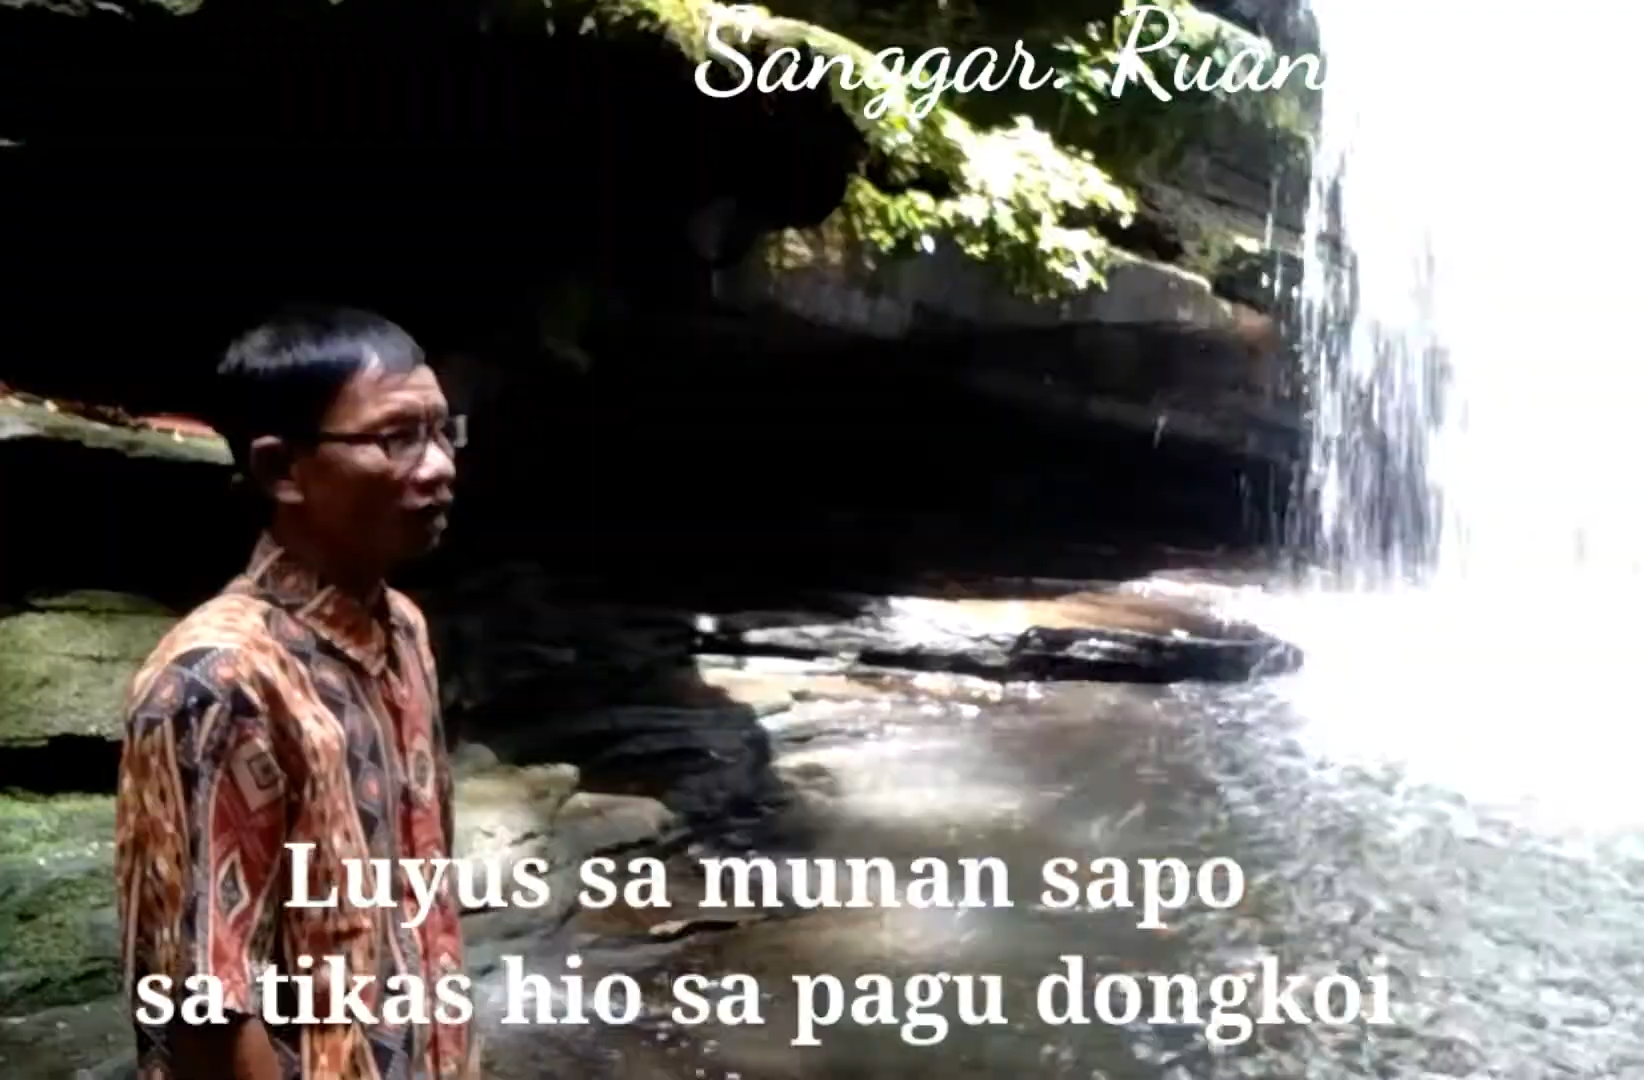 Sanggar. Ruan
Luyus sa munan sapo
sa tikas hio sa pagu dongkoi